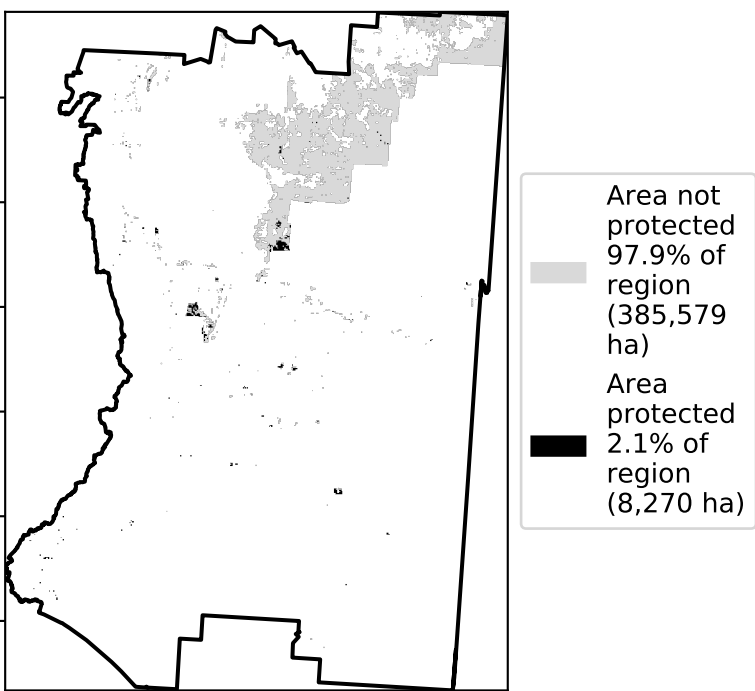 Area not
protected
97.9% of
region
(385,579
ha)
Area
protected
2.1% of
region
(8,270 ha)